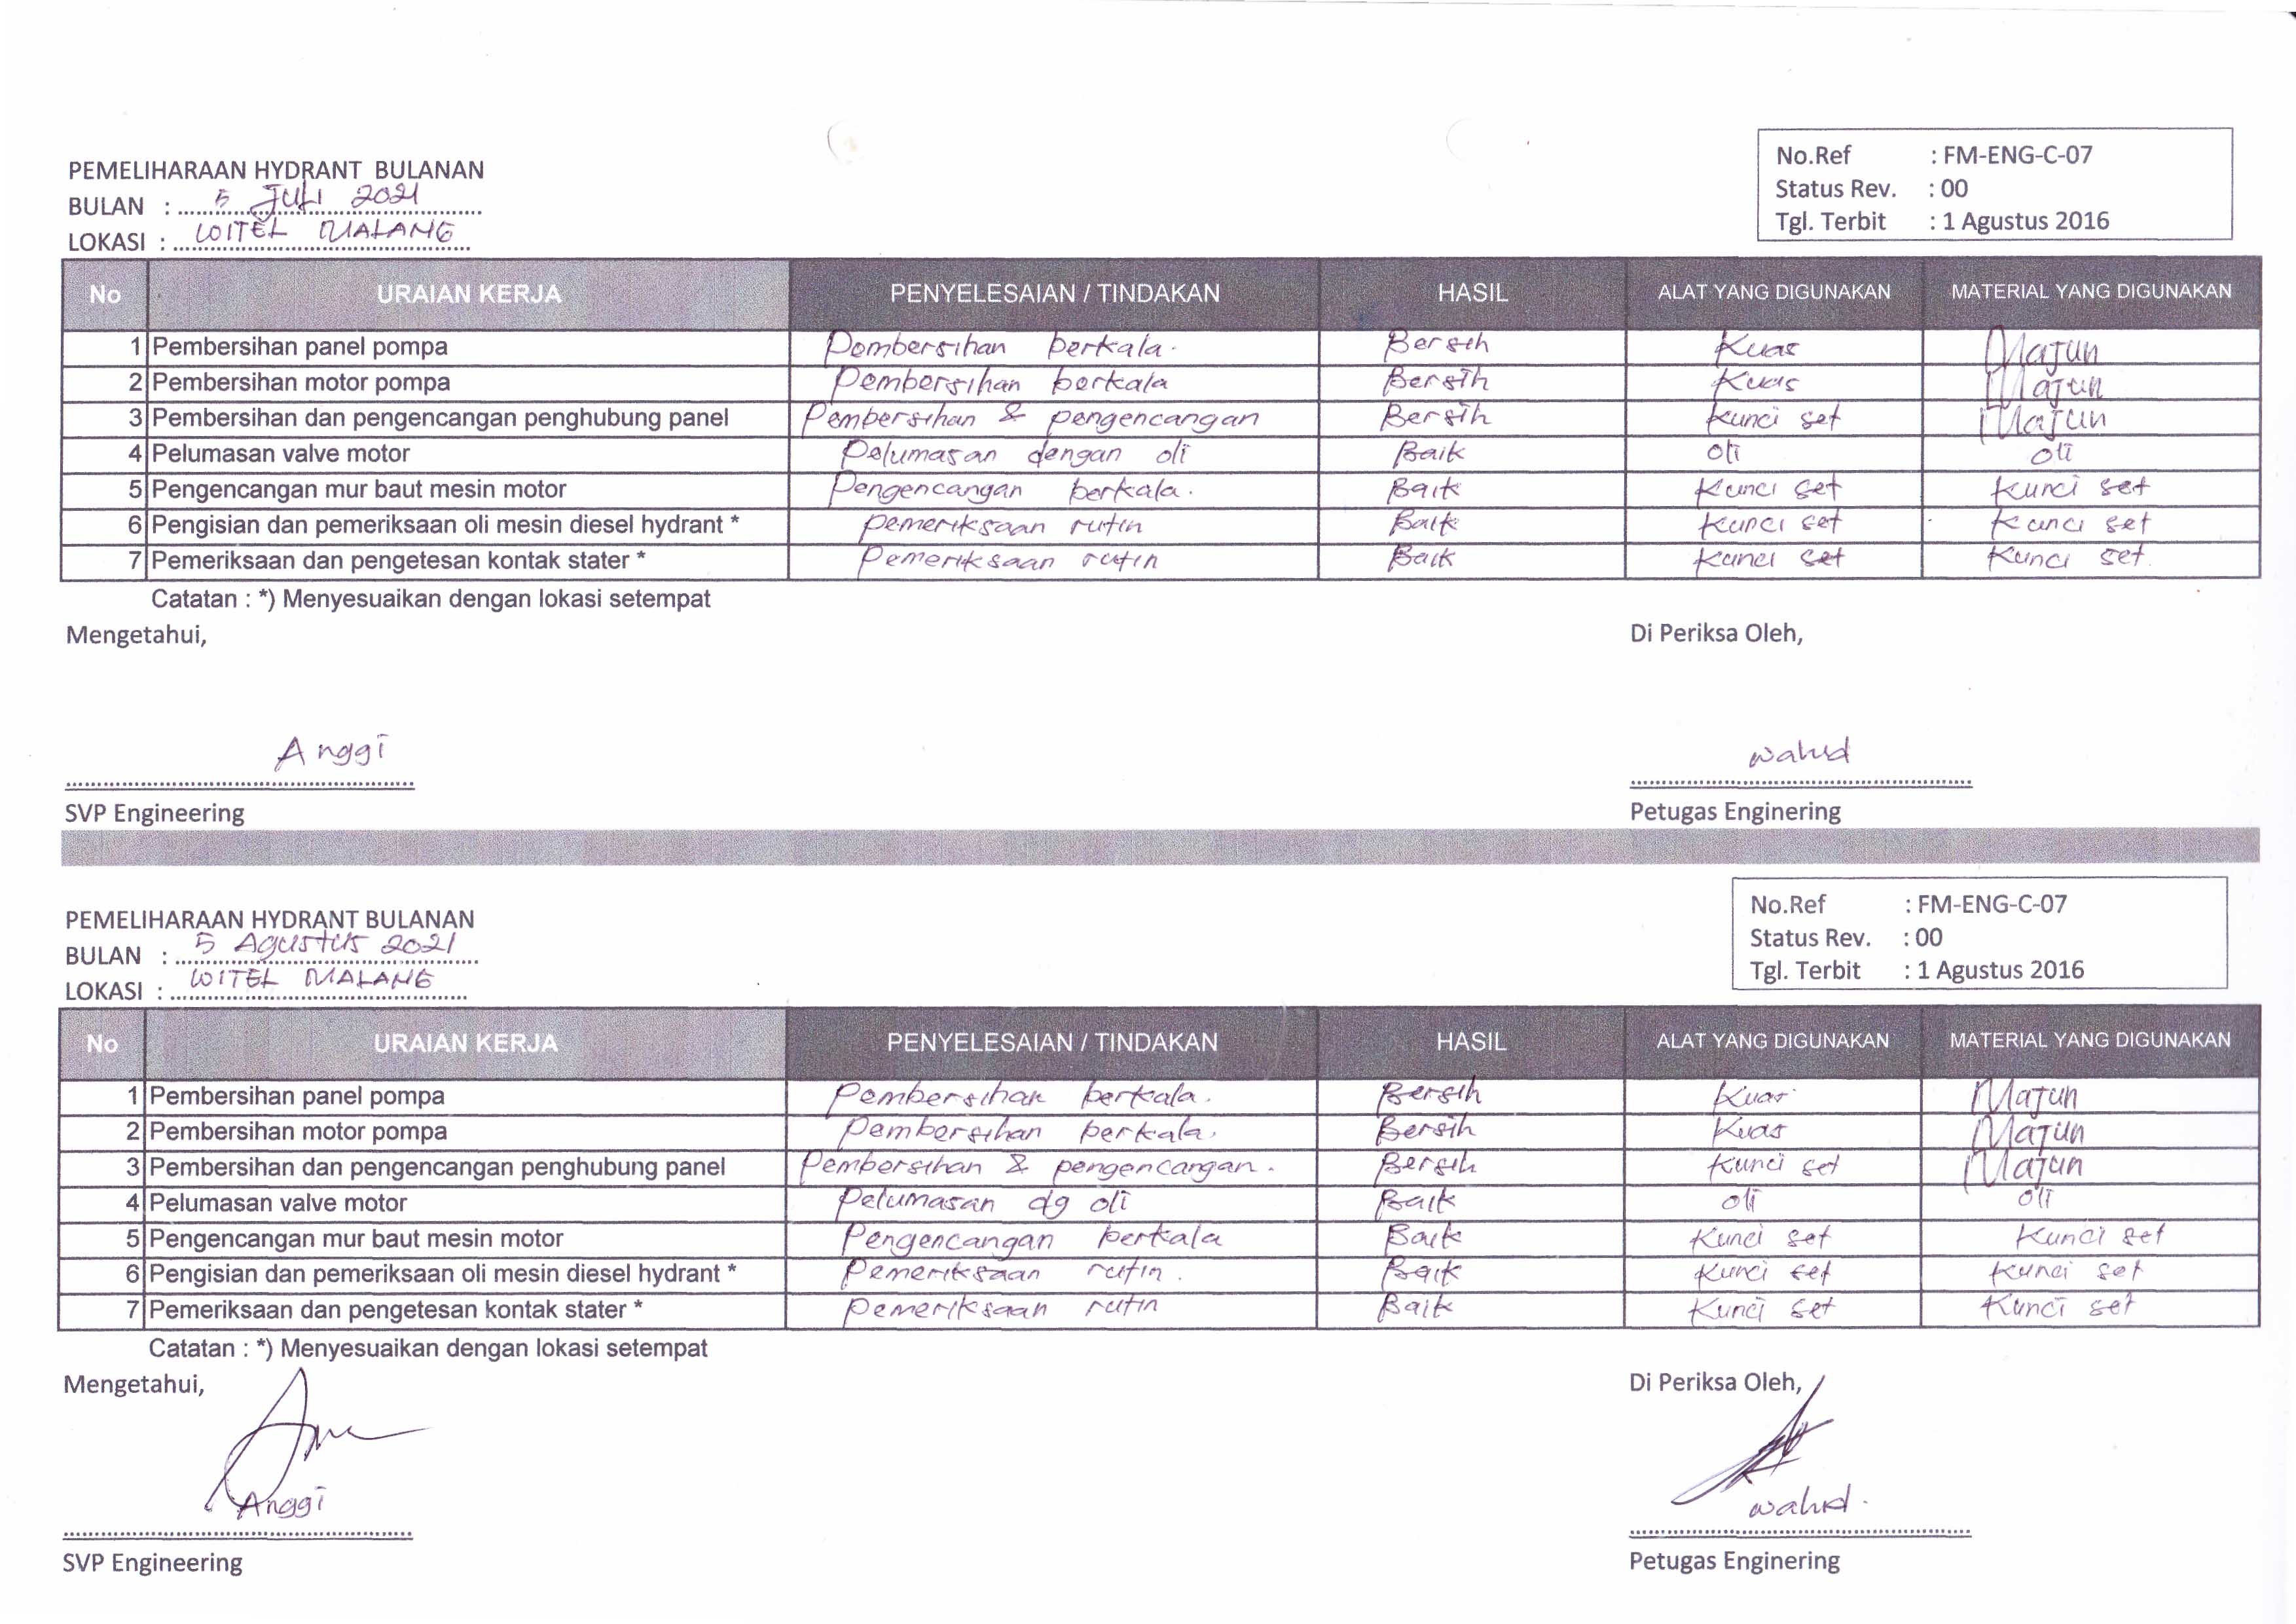 PEMELIHARAAN HYDRANT BULANAN
BULAN : 5 Juli 2021
LOKASI : WITEL MALANG
No.Ref : FM-ENG-C-07
Status Rev. : 00
Tgl. Terbit : 1 Agustus 2016
No URAIAN KERJA PENYELESAIAN / TINDAKAN HASIL ALAT YANG DIGUNAKAN MATERIAL YANG DIGUNAKAN
1 Pembersihan panel pompa Pembersihan berkala. Bersih Kuas Majun
2 Pembersihan motor pompa Pembersihan berkala Bersih Kuas Majun
3 Pembersihan dan pengencangan penghubung panel Pembersihan & pengencangan Bersih Kunci set Majun
4 Pelumasan valve motor Pelumasan dengan oli Baik oli oli
5 Pengencangan mur baut mesin motor Pengencangan berkala. Baik Kunci set Kunci set
6 Pengisian dan pemeriksaan oli mesin diesel hydrant * pemeriksaan rutin Baik Kunci set Kunci set
7 Pemeriksaan dan pengetesan kontak stater * Pemeriksaan rutin Baik Kunci set Kunci set.
Catatan : *) Menyesuaikan dengan lokasi setempat
Mengetahui, Di Periksa Oleh,
Anggi wahid
SVP Engineering Petugas Enginering
PEMELIHARAAN HYDRANT BULANAN
BULAN : 5 Agustus 2021
LOKASI : WITEL MALANG
No.Ref : FM-ENG-C-07
Status Rev. : 00
Tgl. Terbit : 1 Agustus 2016
No URAIAN KERJA PENYELESAIAN / TINDAKAN HASIL ALAT YANG DIGUNAKAN MATERIAL YANG DIGUNAKAN
1 Pembersihan panel pompa Pembersihan berkala. Bersih Kuas Majun
2 Pembersihan motor pompa Pembersihan berkala. Bersih Kuas Majun
3 Pembersihan dan pengencangan penghubung panel Pembersihan & pengencangan. Bersih Kunci set Majun
4 Pelumasan valve motor Pelumasan dg oli Baik oli oli
5 Pengencangan mur baut mesin motor Pengencangan berkala Baik Kunci set Kunci set
6 Pengisian dan pemeriksaan oli mesin diesel hydrant * Pemeriksaan rutin. Baik Kunci set Kunci set
7 Pemeriksaan dan pengetesan kontak stater * Pemeriksaan rutin Baik Kunci set Kunci set
Catatan : *) Menyesuaikan dengan lokasi setempat
Mengetahui, Di Periksa Oleh,
Anggi wahid.
SVP Engineering Petugas Enginering